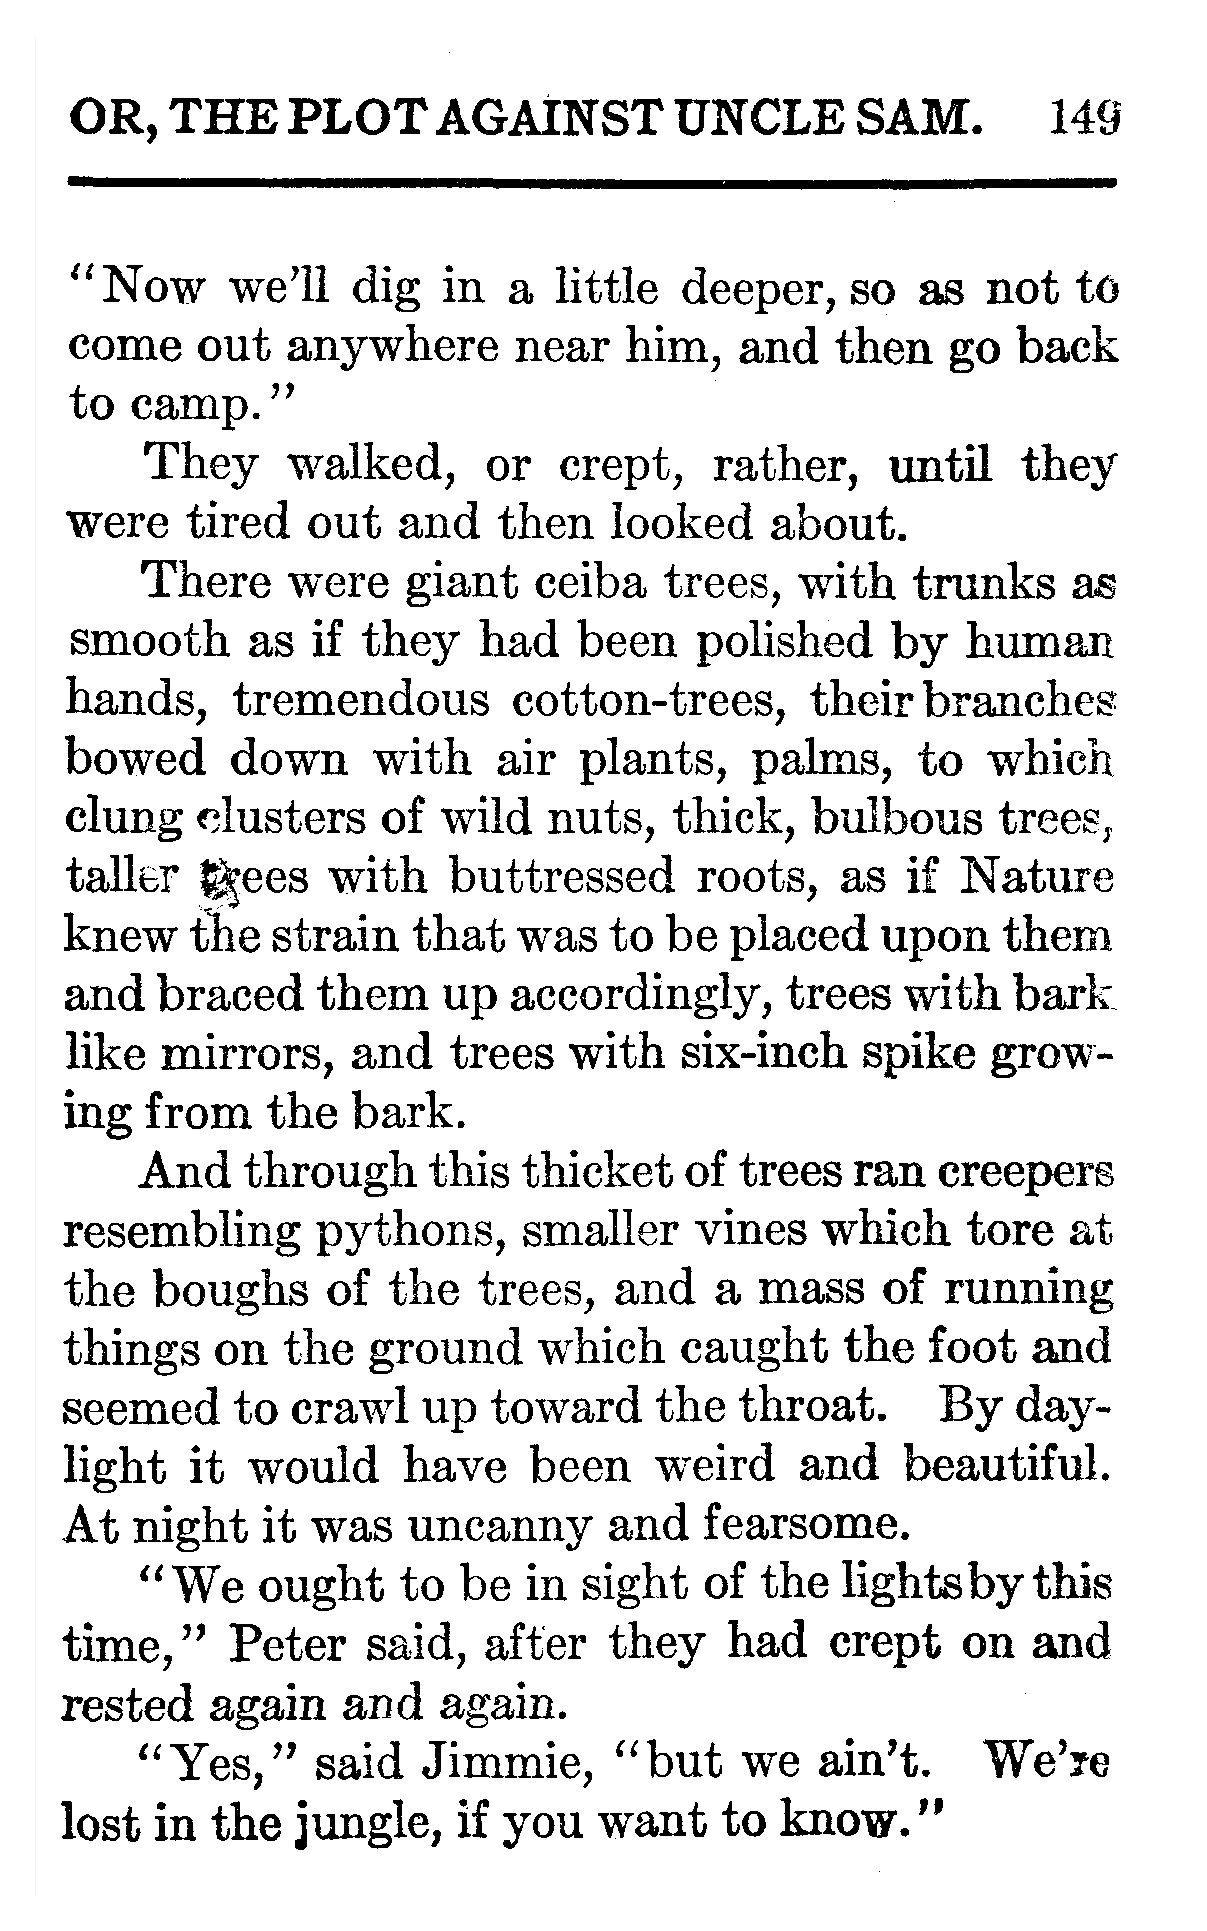 OR, THE PLOT AGAINST UNCLE SAM. 149
"Now we'll dig in a little deeper, so as not to
come out anywhere near him, and then go back
to camp."
They walked, or crept, rather, until they
were tired out and then looked about.
There were giant ceiba trees, with trunks as
smooth as if they had been polished by human
hands, tremendous cotton-trees, their branches
bowed down with air plants, palms, to which
clung clusters of wild nuts, thick, bulbous trees,
taller trees with buttressed roots, as if Nature
knew the strain that was to be placed upon them
and braced them up accordingly, trees with bark
like mirrors, and trees with six-inch spike grow-
ing from the bark.
And through this thicket of trees ran creepers
resembling pythons, smaller vines which tore at
the boughs of the trees, and a mass of running
things on the ground which caught the foot and
seemed to crawl up toward the throat. By day-
light it would have been weird and beautiful.
At night it was uncanny and fearsome.
"We ought to be in sight of the lights by this
time," Peter said, after they had crept on and
rested again and again.
"Yes," said Jimmie, "but we ain't. We're
lost in the jungle, if you want to know."